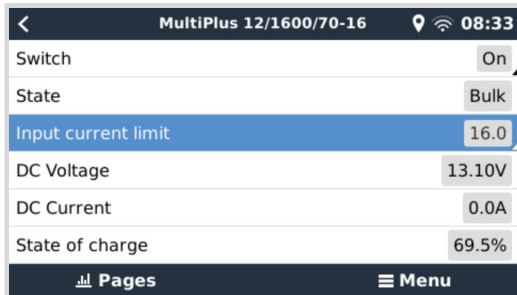 MultiPlus 12/1600/70-16 08:33
Switch On
State Bulk
Input current limit 16.0
DC Voltage 13.10V
DC Current 0.0A
State of charge 69.5%
Pages Menu